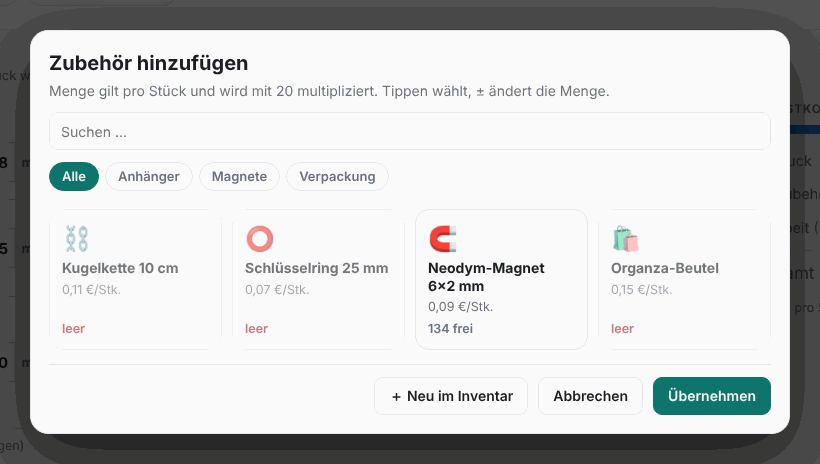 Zubehör hinzufügen
Menge gilt pro Stück und wird mit 20 multipliziert. Tippen wählt, ± ändert die Menge.
Suchen ...
Alle
Anhänger
Magnete
Verpackung
Kugelkette 10 cm
0,11 €/Stk.
leer
Schlüsselring 25 mm
0,07 €/Stk.
leer
Neodym-Magnet
6×2 mm
0,09 €/Stk.
134 frei
Organza-Beutel
0,15 €/Stk.
leer
+ Neu im Inventar
Abbrechen
Übernehmen